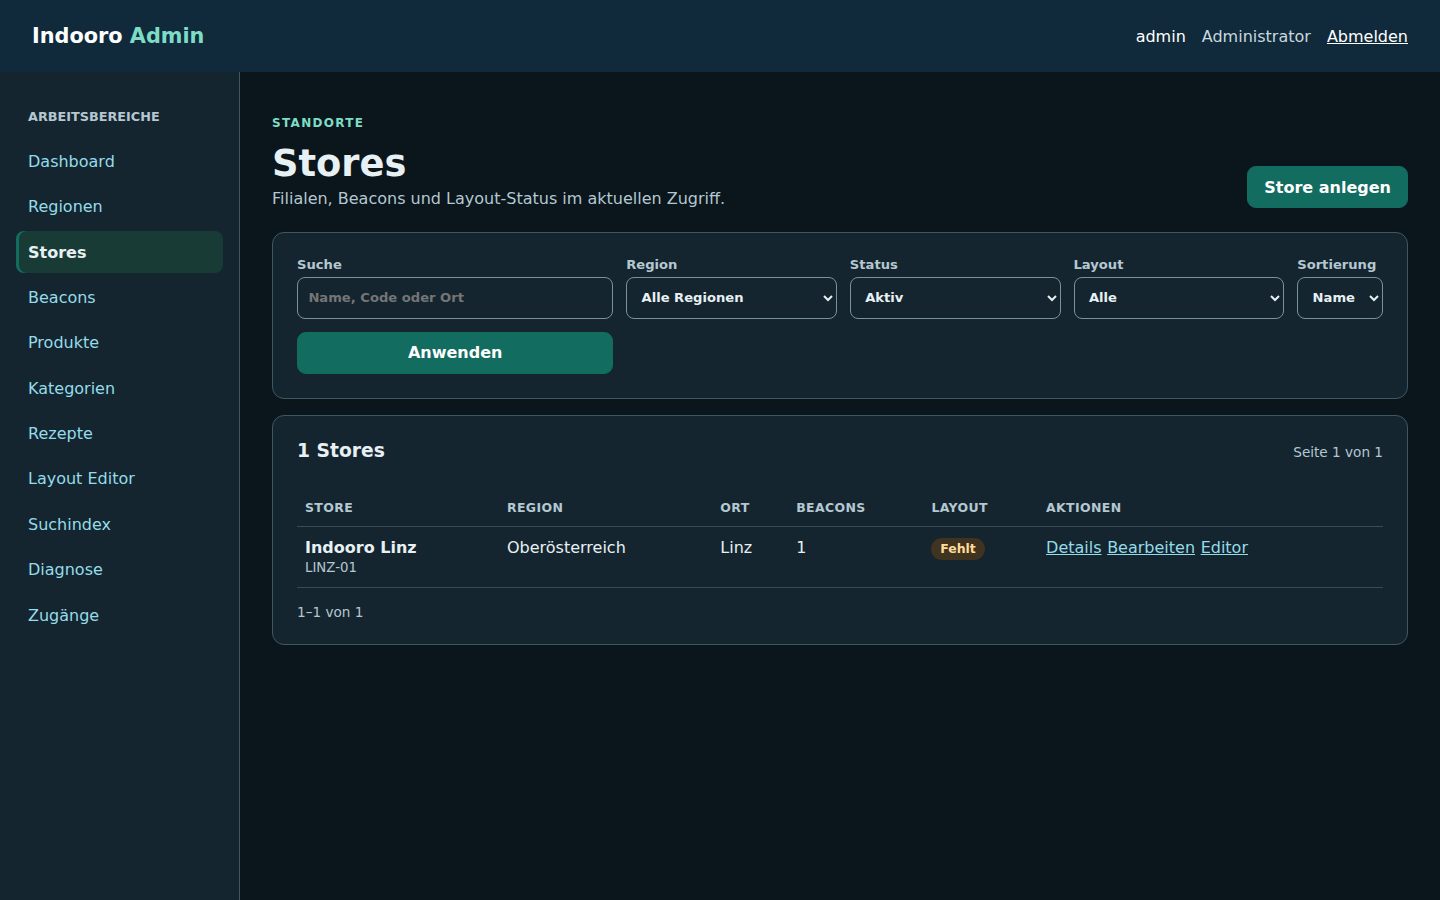 Indooro Admin
admin Administrator Abmelden
ARBEITSBEREICHE
Dashboard
Regionen
Stores
Beacons
Produkte
Kategorien
Rezepte
Layout Editor
Suchindex
Diagnose
Zugänge
STANDORTE
Stores
Filialen, Beacons und Layout-Status im aktuellen Zugriff.
Store anlegen
Suche Region Status Layout Sortierung
Name, Code oder Ort Alle Regionen Aktiv Alle Name
Anwenden
1 Stores
Seite 1 von 1
STORE REGION ORT BEACONS LAYOUT AKTIONEN
Indooro Linz Oberösterreich Linz 1 Fehlt Details Bearbeiten Editor
LINZ-01
1–1 von 1